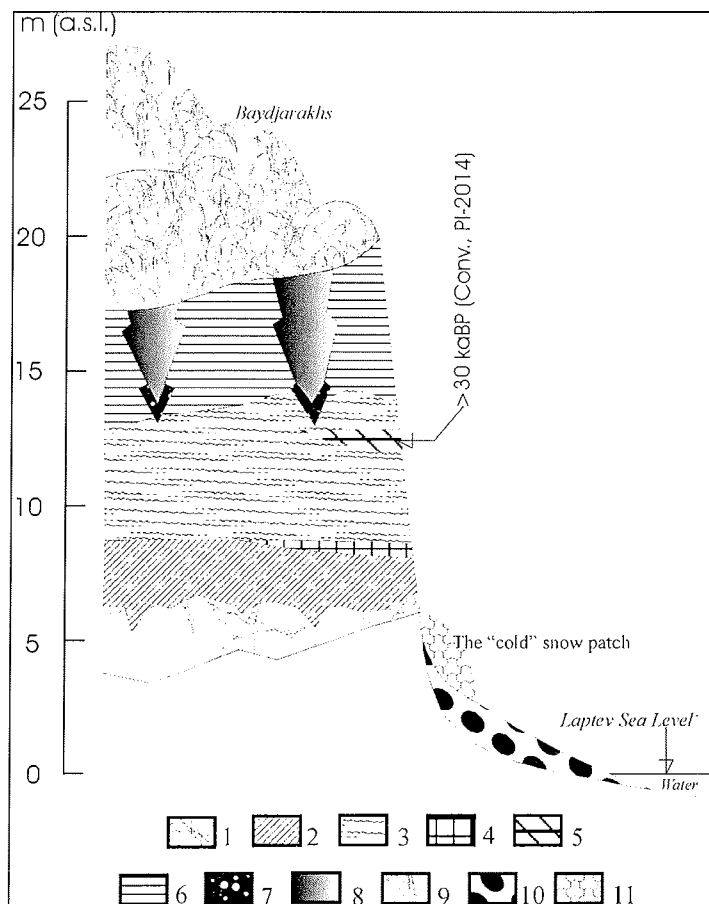 m (a.s.l.)
25
Baydjarakhs
20
>30 kaBP (Conv., PI-2014)
15
10
5
The "cold" snow patch
Laptev Sea Level
0
Water
1 2 3 4 5
6 7 8 9 10 11